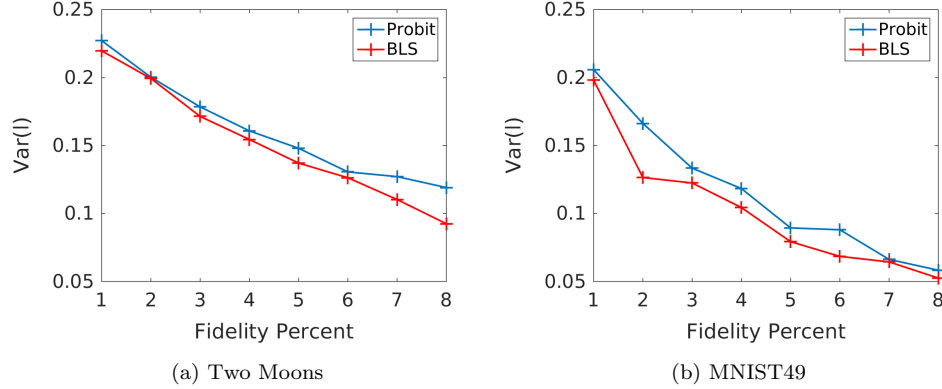 0.25
0.2
0.15
0.1
0.05
Var(l)
1 2 3 4 5 6 7 8
Fidelity Percent
Probit
BLS
(a) Two Moons
0.25
0.2
0.15
0.1
0.05
Var(l)
1 2 3 4 5 6 7 8
Fidelity Percent
Probit
BLS
(b) MNIST49